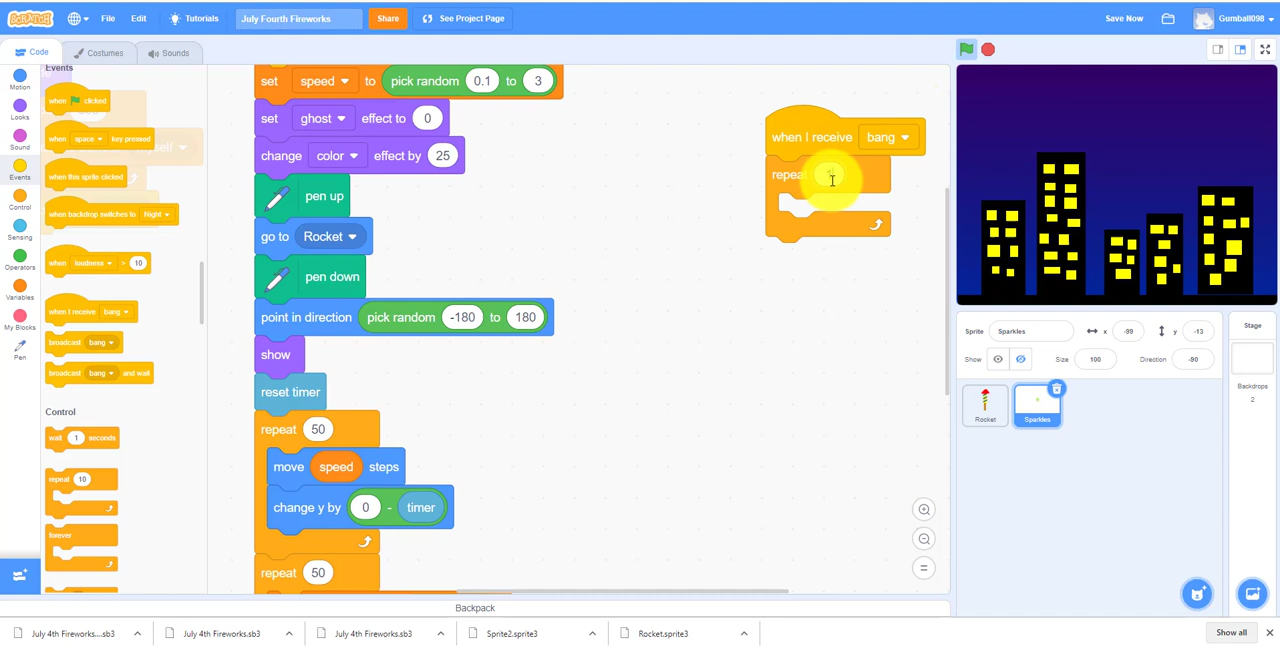 SCRATCH File Edit Tutorials July Fourth Fireworks Share See Project Page Save Now Gumball098
Code Costumes Sounds
Motion
Looks
Sound
Events
Control
Sensing
Operators
Variables
My Blocks
Pen
Events
when clicked
when space key pressed
when this sprite clicked
when backdrop switches to Night
when loudness > 10
when I receive bang
broadcast bang
broadcast bang and wait
Control
wait 1 seconds
repeat 10
forever
set speed to pick random 0.1 to 3
set ghost effect to 0
change color effect by 25
pen up
go to Rocket
pen down
point in direction pick random -180 to 180
show
reset timer
repeat 50
move speed steps
change y by 0 - timer
repeat 50
when I receive bang
repeat
Sprite Sparkles x -99 y -13
Show Size 100 Direction -90
Rocket Sparkles
Stage
Backdrops
2
Backpack
July 4th Fireworks....sb3 July 4th Fireworks.sb3 July 4th Fireworks.sb3 Sprite2.sprite3 Rocket.sprite3 Show all